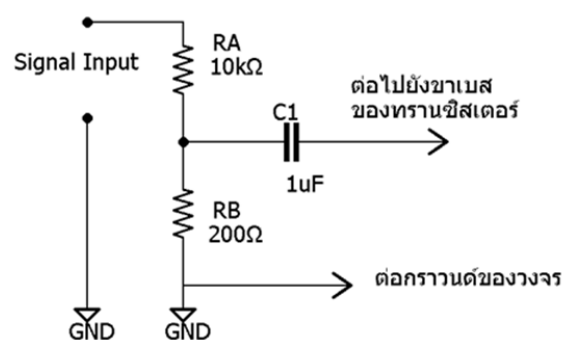 Signal Input
RA
10kΩ
ต่อไปยังขาเบส
ของทรานซิสเตอร์
C1
1uF
RB
200Ω
ต่อกราวนด์ของวงจร
GND
GND